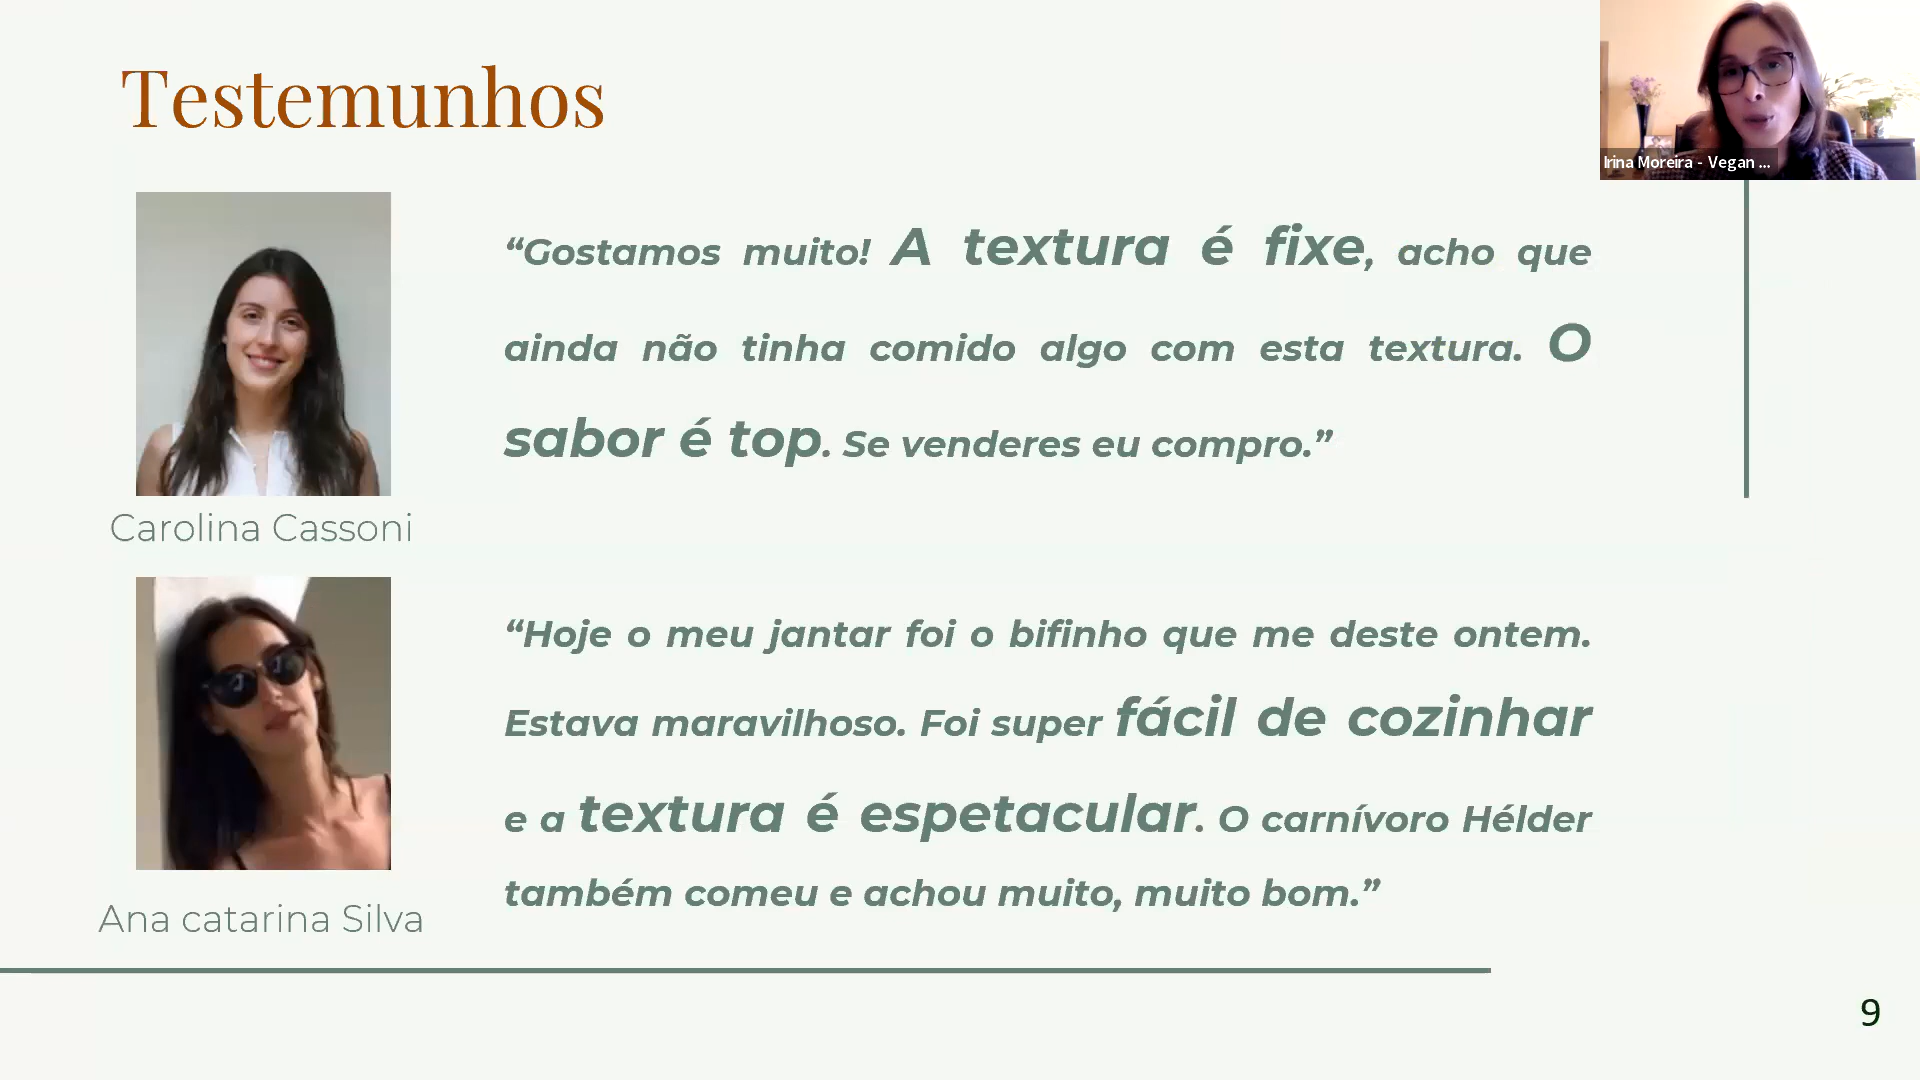 Testemunhos
Irina Moreira - Vegan ...
“Gostamos muito! A textura é fixe, acho que
ainda não tinha comido algo com esta textura. O
sabor é top. Se venderes eu compro.”
Carolina Cassoni
“Hoje o meu jantar foi o bifinho que me deste ontem.
Estava maravilhoso. Foi super fácil de cozinhar
e a textura é espetacular. O carnívoro Hélder
também comeu e achou muito, muito bom.”
Ana catarina Silva
9